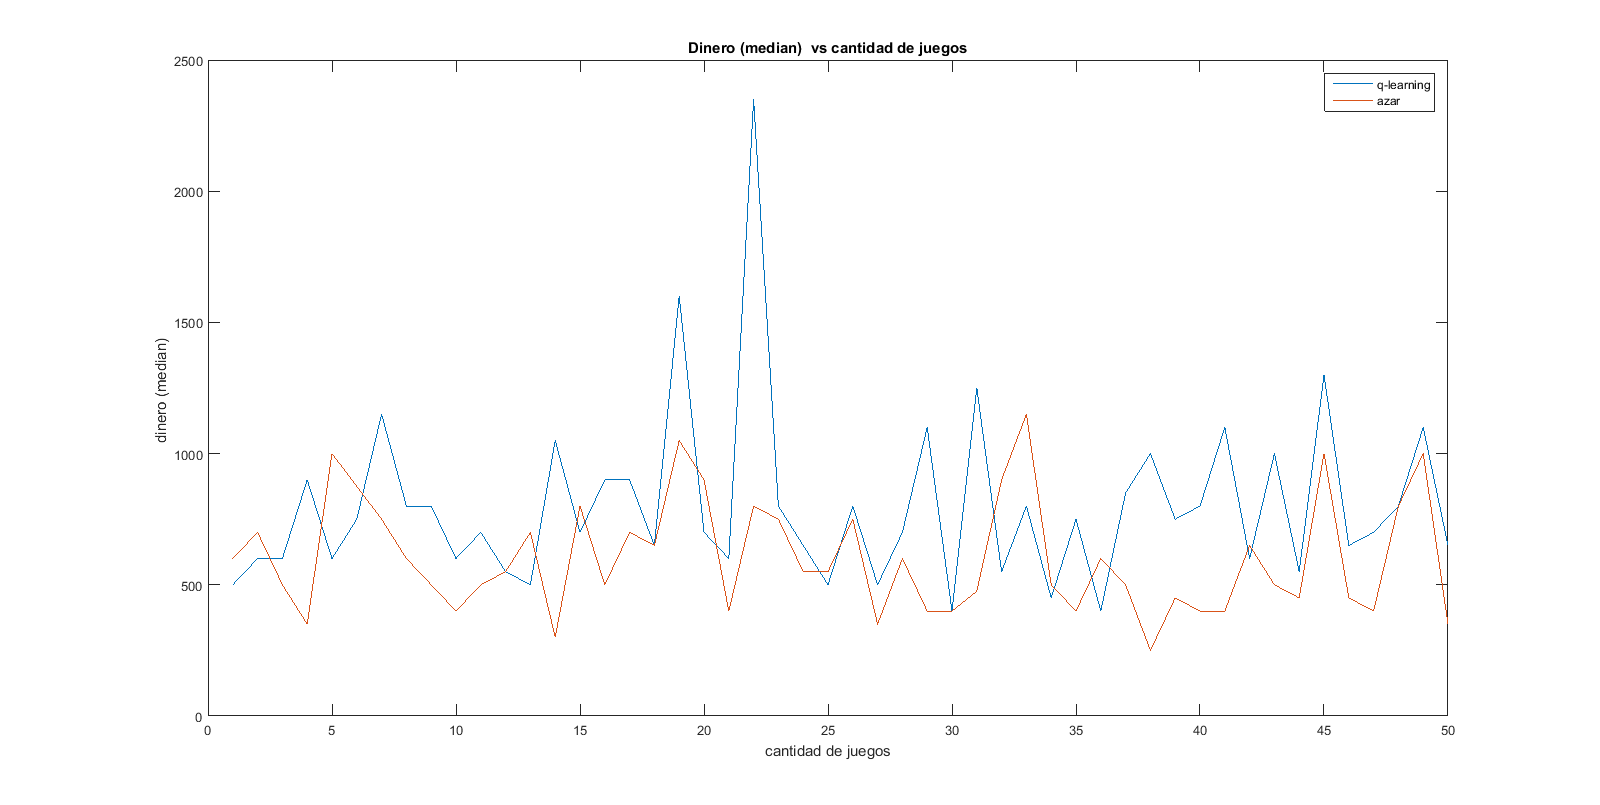 Dinero (median)  vs cantidad de juegos
q-learning
azar
2500
2000
1500
1000
500
0
dinero (median)
0 5 10 15 20 25 30 35 40 45 50
cantidad de juegos